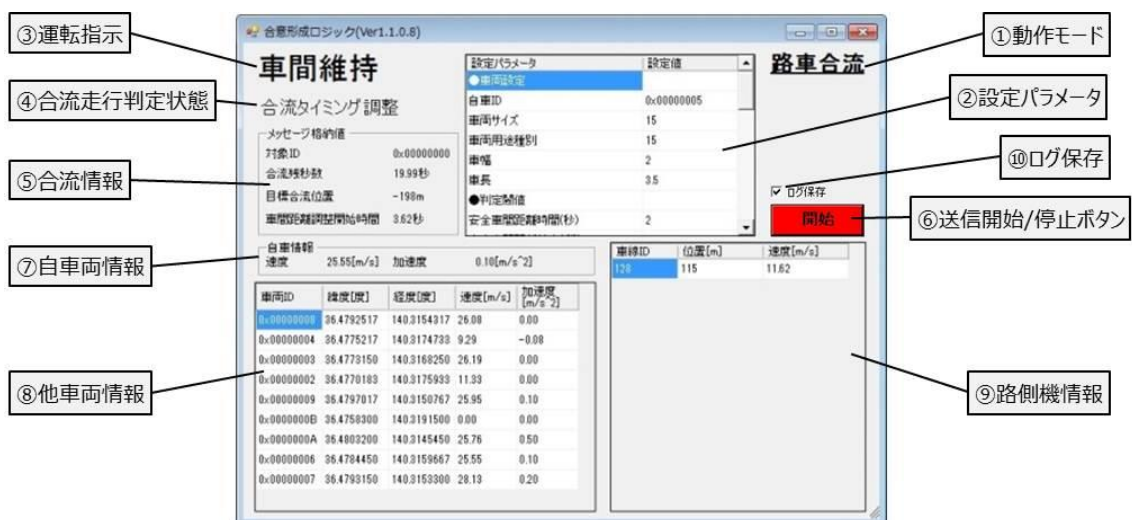 ③運転指示
④合流走行判定状態
⑤合流情報
⑦自車両情報
⑧他車両情報
合意形成ロジック(Ver1.1.0.8)
車間維持
合流タイミング調整
メッセージ格納値
対象ID 0x00000000
合流残秒数 19.99秒
目標合流位置 -198m
車間距離調整開始時間 3.62秒
設定パラメータ 設定値
●車両設定
自車ID 0x00000005
車両サイズ 15
車両用途種別 15
車幅 2
車長 3.5
●判定閾値
安全車間距離時間(秒) 2
路車合流
ログ保存
開始
自車情報
速度 25.55[m/s] 加速度 0.10[m/s^2]
車両ID 緯度[度] 経度[度] 速度[m/s] 加速度[m/s^2]
0x00000008 36.4792517 140.3154317 26.08 0.00
0x00000004 36.4775217 140.3174733 9.29 -0.08
0x00000003 36.4773150 140.3168250 26.19 0.00
0x00000002 36.4770183 140.3175933 11.33 0.00
0x00000009 36.4797017 140.3150767 25.95 0.10
0x0000000B 36.4758300 140.3191500 0.00 0.00
0x0000000A 36.4803200 140.3145450 25.76 0.50
0x00000006 36.4784450 140.3159667 25.55 0.10
0x00000007 36.4793150 140.3153300 28.13 0.20
車線ID 位置[m] 速度[m/s]
128 115 11.62
①動作モード
②設定パラメータ
⑩ログ保存
⑥送信開始/停止ボタン
⑨路側機情報